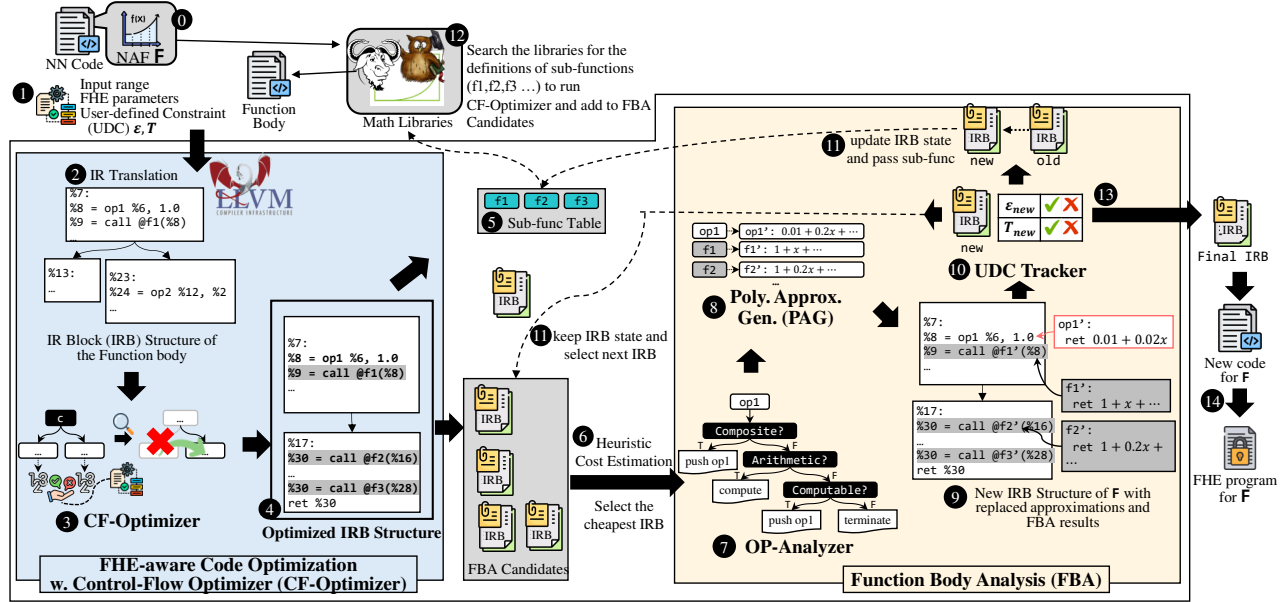 0
f(X)
NAF F
NN Code
1
Input range
FHE parameters
User-defined Constraint
(UDC) ε, T
Function
Body
Math Libraries
12
Search the libraries for the
definitions of sub-functions
(f1,f2,f3 …) to run
CF-Optimizer and add to FBA
Candidates
2
IR Translation
LLVM
COMPILER INFRASTRUCTURE
%7:
%8 = op1 %6, 1.0
%9 = call @f1(%8)
…
%13:
…
%23:
%24 = op2 %12, %2
…
IR Block (IRB) Structure of
the Function body
c
...
...
...
...
...
3
CF-Optimizer
%7:
%8 = op1 %6, 1.0
%9 = call @f1(%8)
…
%17:
%30 = call @f2(%16)
…
%30 = call @f3(%28)
ret %30
4
Optimized IRB Structure
FHE-aware Code Optimization
w. Control-Flow Optimizer (CF-Optimizer)
f1 f2 f3
5
Sub-func Table
IRB
11
keep IRB state and
select next IRB
IRB
IRB
IRB
IRB
FBA Candidates
6
Heuristic
Cost Estimation
Select the
cheapest IRB
op1
Composite?
T
F
push op1
Arithmetic?
T
F
compute
Computable?
T
F
push op1
terminate
7
OP-Analyzer
op1
op1’: 0.01 + 0.2x + ⋯
f1
f1’: 1 + x + ⋯
f2
f2’: 1 + 0.2x + ⋯
…
8
Poly. Approx.
Gen. (PAG)
%7:
%8 = op1 %6, 1.0
%9 = call @f1’(%8)
…
%17:
%30 = call @f2’(%16)
…
%30 = call @f3’(%28)
ret %30
op1’:
ret 0.01 + 0.02x
f1’:
ret 1 + x + ⋯
f2’:
ret 1 + 0.2x +
…
9
New IRB Structure of F with
replaced approximations and
FBA results
10
UDC Tracker
IRB
new
εnew
Tnew
11
update IRB state
and pass sub-func
IRB
new
IRB
old
Function Body Analysis (FBA)
13
IRB
Final IRB
New code
for F
14
FHE program
for F